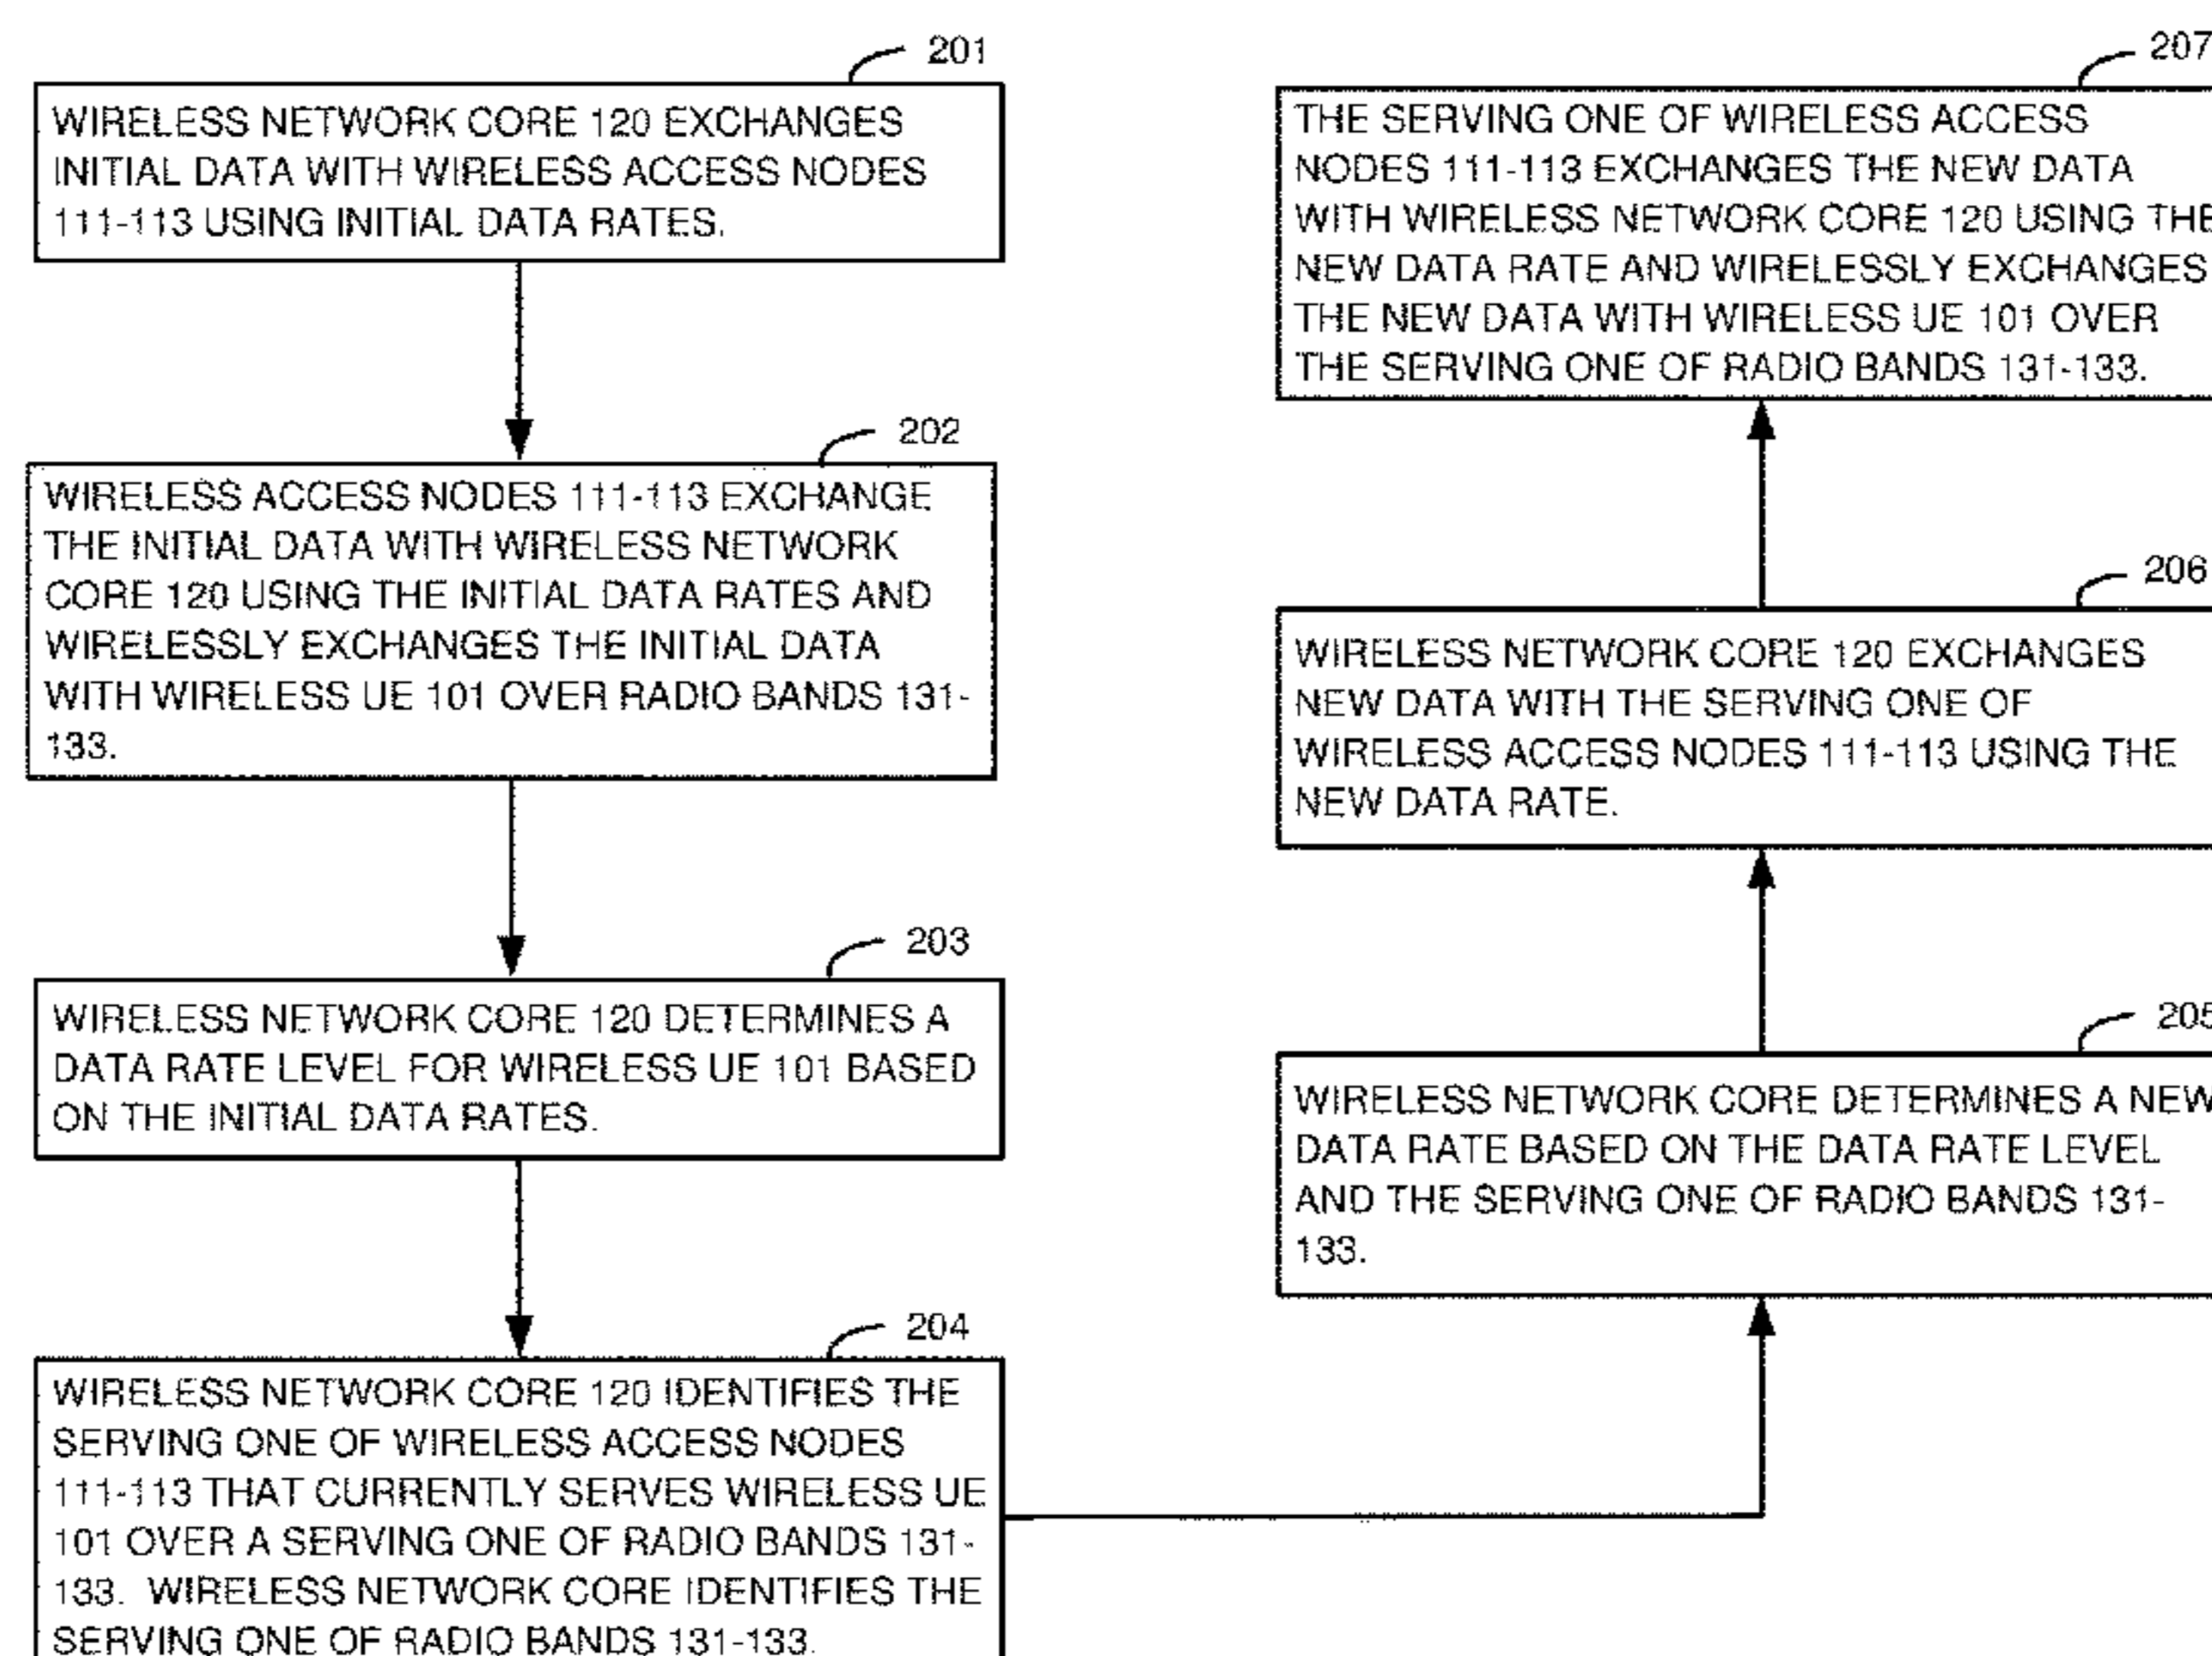 201
WIRELESS NETWORK CORE 120 EXCHANGES
INITIAL DATA WITH WIRELESS ACCESS NODES
111-113 USING INITIAL DATA RATES.
202
WIRELESS ACCESS NODES 111-113 EXCHANGE
THE INITIAL DATA WITH WIRELESS NETWORK
CORE 120 USING THE INITIAL DATA RATES AND
WIRELESSLY EXCHANGES THE INITIAL DATA
WITH WIRELESS UE 101 OVER RADIO BANDS 131-
133.
203
WIRELESS NETWORK CORE 120 DETERMINES A
DATA RATE LEVEL FOR WIRELESS UE 101 BASED
ON THE INITIAL DATA RATES.
204
WIRELESS NETWORK CORE 120 IDENTIFIES THE
SERVING ONE OF WIRELESS ACCESS NODES
111-113 THAT CURRENTLY SERVES WIRELESS UE
101 OVER A SERVING ONE OF RADIO BANDS 131-
133. WIRELESS NETWORK CORE IDENTIFIES THE
SERVING ONE OF RADIO BANDS 131-133.
205
WIRELESS NETWORK CORE DETERMINES A NEW
DATA RATE BASED ON THE DATA RATE LEVEL
AND THE SERVING ONE OF RADIO BANDS 131-
133.
206
WIRELESS NETWORK CORE 120 EXCHANGES
NEW DATA WITH THE SERVING ONE OF
WIRELESS ACCESS NODES 111-113 USING THE
NEW DATA RATE.
207
THE SERVING ONE OF WIRELESS ACCESS
NODES 111-113 EXCHANGES THE NEW DATA
WITH WIRELESS NETWORK CORE 120 USING THE
NEW DATA RATE AND WIRELESSLY EXCHANGES
THE NEW DATA WITH WIRELESS UE 101 OVER
THE SERVING ONE OF RADIO BANDS 131-133.